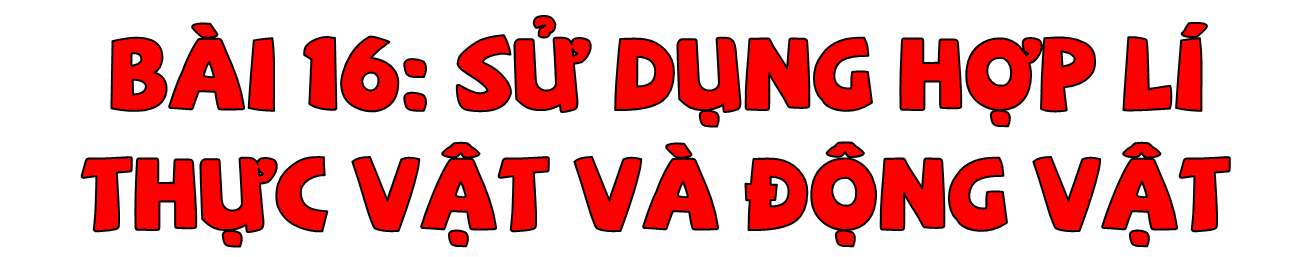 BÀI 16: SỬ DỤNG HỢP LÍ
THỰC VẬT VÀ ĐỘNG VẬT